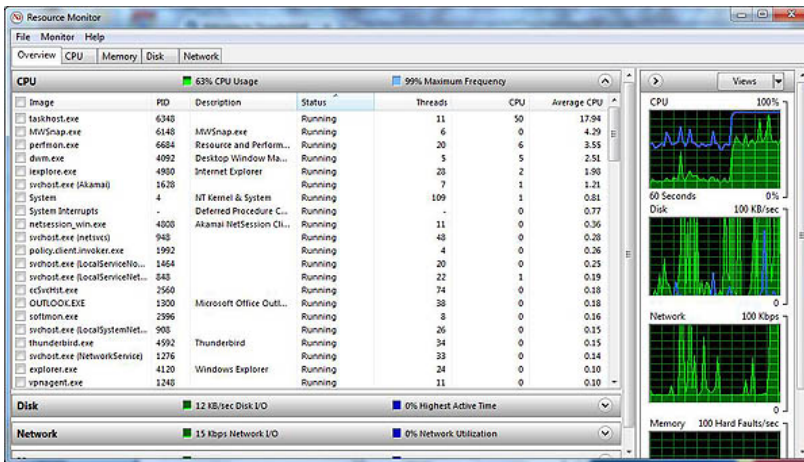 Resource Monitor
File Monitor Help
Overview CPU Memory Disk Network
CPU 63% CPU Usage 99% Maximum Frequency
Image PID Description Status Threads CPU Average CPU
taskhost.exe 6348 Running 11 50 17.94
MWSnap.exe 6148 MWSnap.exe Running 6 0 4.29
perfmon.exe 6684 Resource and Perform... Running 20 6 3.55
dwm.exe 4092 Desktop Window Ma... Running 5 5 2.51
iexplore.exe 4980 Internet Explorer Running 28 2 1.98
svchost.exe (Akamai) 1628 Running 7 1 1.21
System 4 NT Kernel & System Running 109 1 0.81
System Interrupts - Deferred Procedure C... Running - 0 0.77
netsession_win.exe 4808 Akamai NetSession Cli... Running 11 0 0.36
svchost.exe (netsvcs) 948 Running 48 0 0.28
policy.client.invoker.exe 1992 Running 4 0 0.26
svchost.exe (LocalServiceNo... 1464 Running 20 0 0.25
svchost.exe (LocalServiceNet... 848 Running 22 1 0.19
ccSvcHst.exe 2560 Running 74 0 0.18
OUTLOOK.EXE 1300 Microsoft Office Outl... Running 38 0 0.18
softmon.exe 2596 Running 8 0 0.16
svchost.exe (LocalSystemNet... 908 Running 26 0 0.15
thunderbird.exe 4592 Thunderbird Running 34 0 0.15
svchost.exe (NetworkService) 1276 Running 33 0 0.14
explorer.exe 4120 Windows Explorer Running 24 0 0.10
vpnagent.exe 1248 Running 11 0 0.10
Disk 12 KB/sec Disk I/O 0% Highest Active Time
Network 15 Kbps Network I/O 0% Network Utilization
Views
CPU 100%
60 Seconds 0%
Disk 100 KB/sec
0
Network 100 Kbps
0
Memory 100 Hard Faults/sec